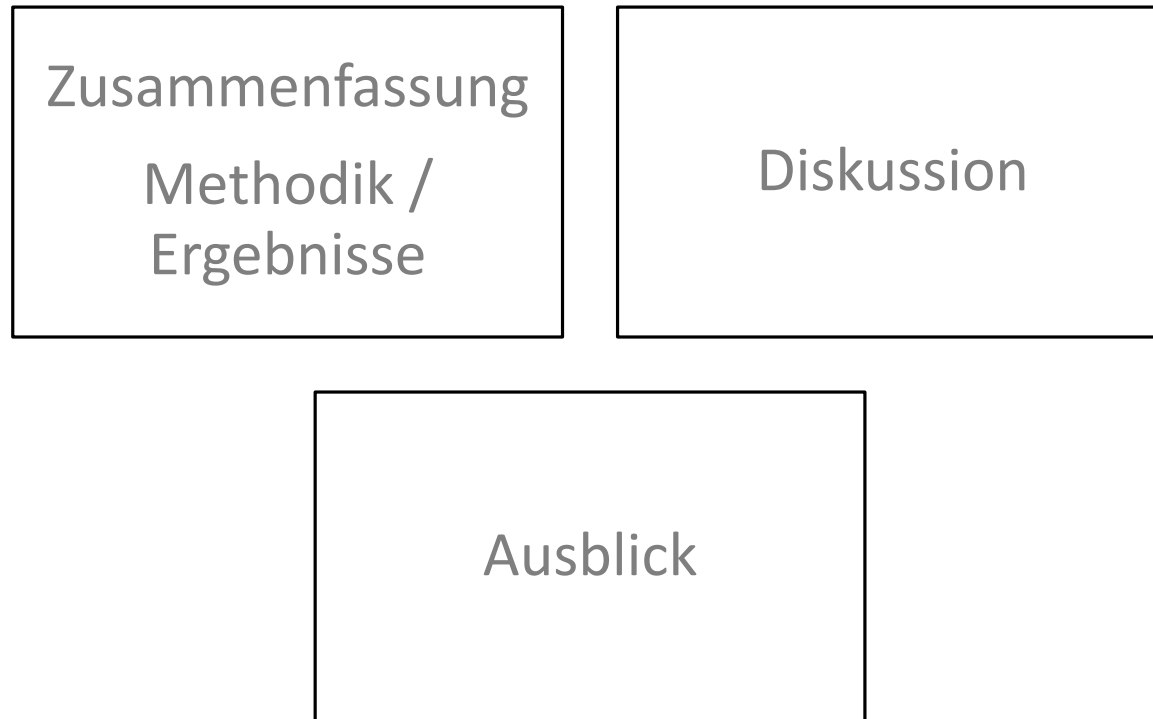 Zusammenfassung
Methodik /
Ergebnisse
Diskussion
Ausblick